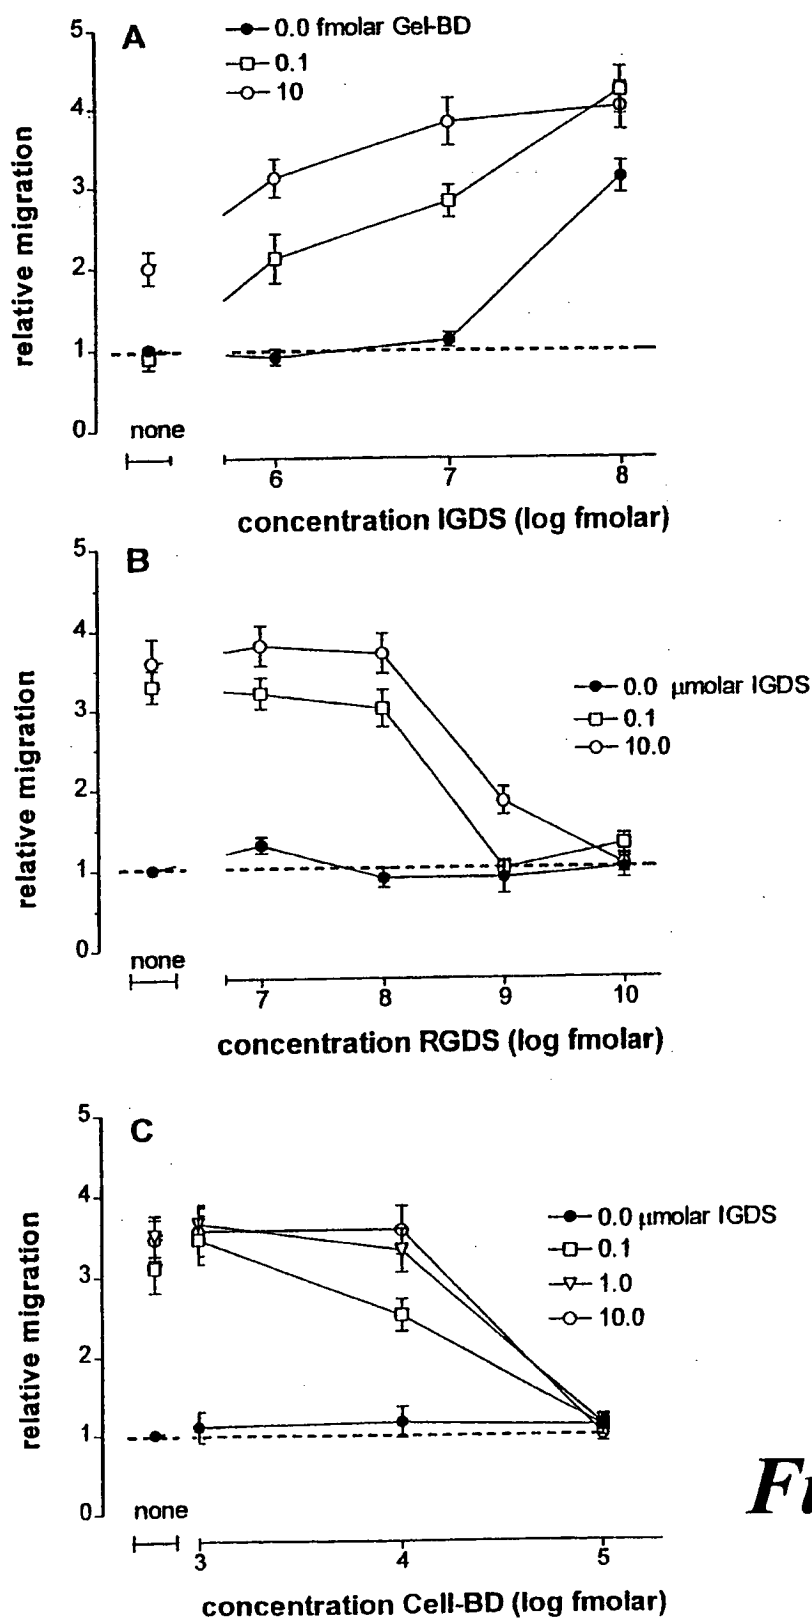 A
0.0 fmolar Gel-BD
0.1
10
5
4
3
2
1
0
relative migration
none
6 7 8
concentration IGDS (log fmolar)
B
5
4
3
2
1
0
relative migration
0.0 µmolar IGDS
0.1
10.0
none
7 8 9 10
concentration RGDS (log fmolar)
C
5
4
3
2
1
0
relative migration
0.0 µmolar IGDS
0.1
1.0
10.0
none
3 4 5
concentration Cell-BD (log fmolar)